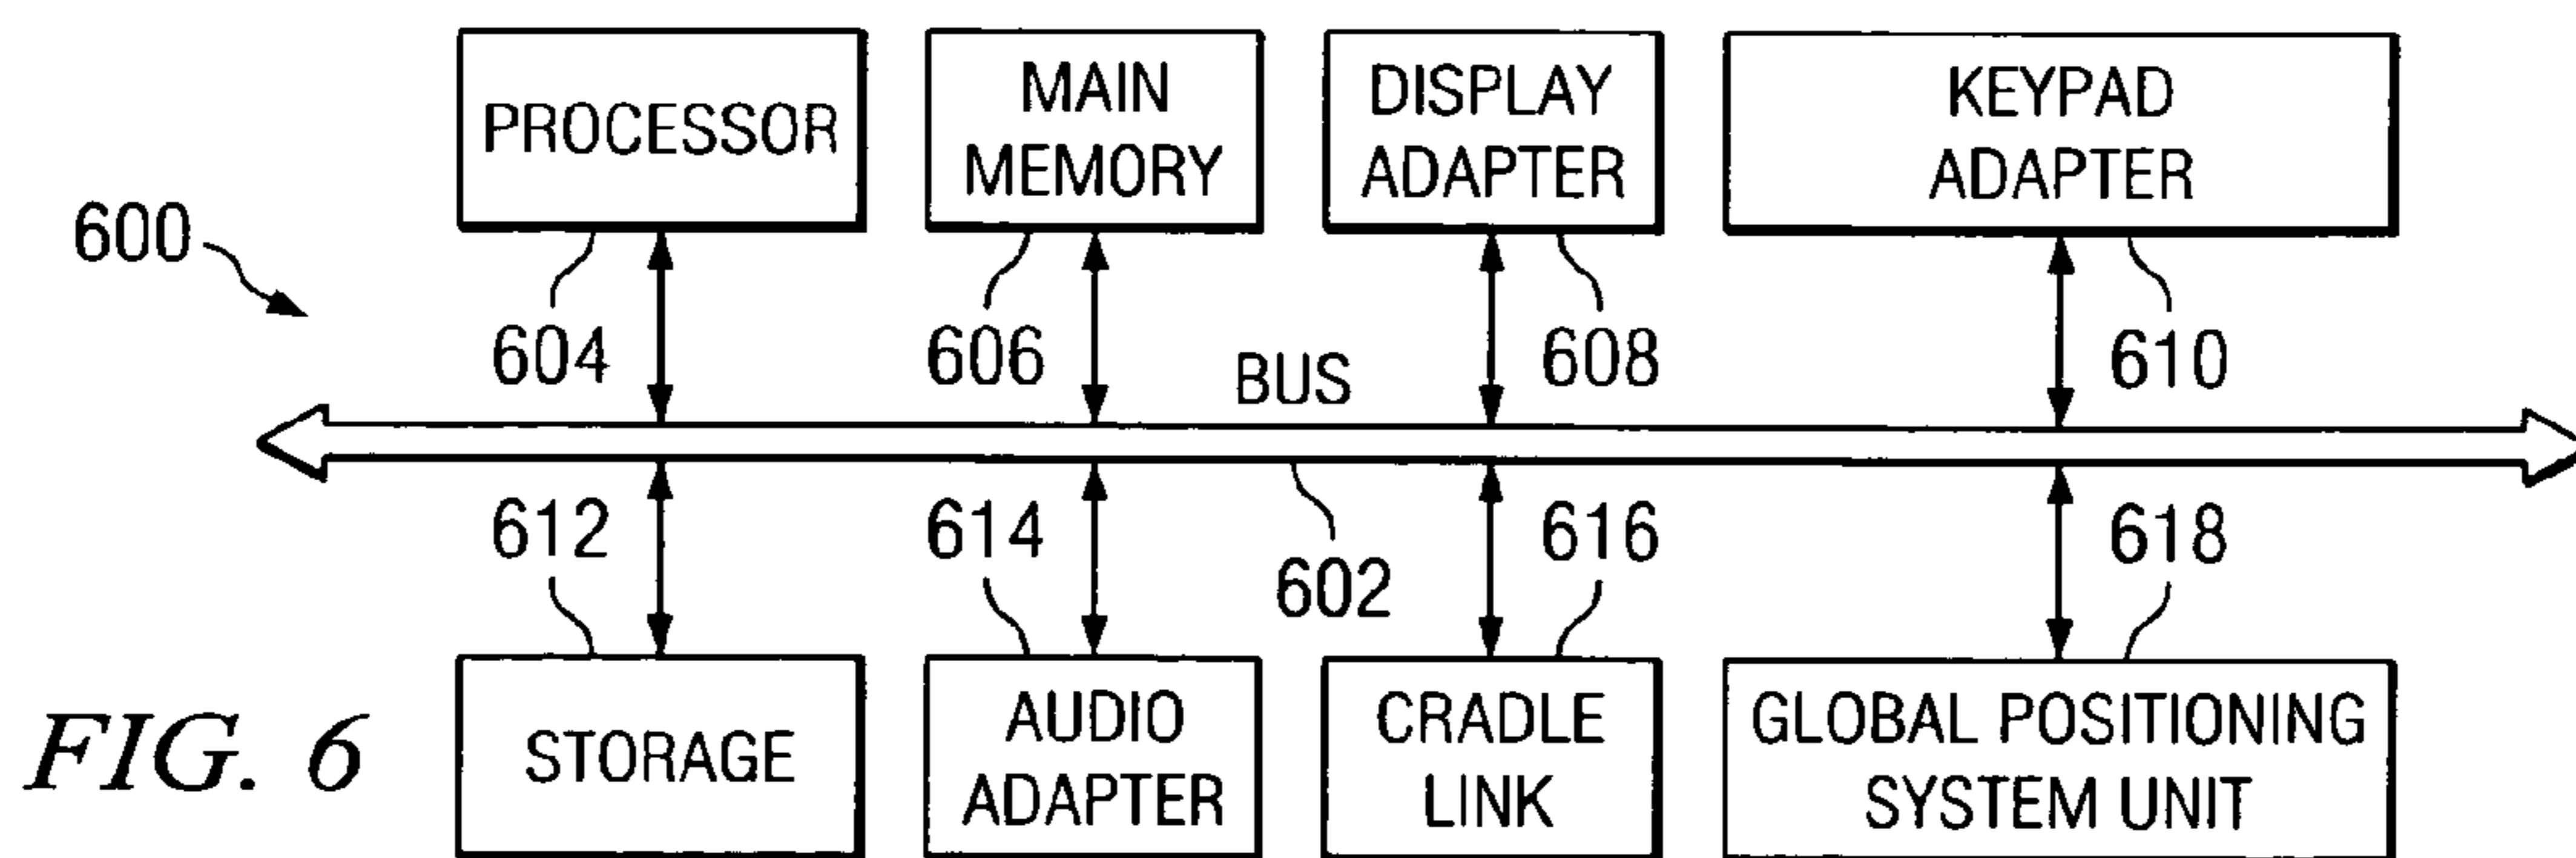 PROCESSOR
MAIN
MEMORY
DISPLAY
ADAPTER
KEYPAD
ADAPTER
600
604
606
BUS
608
610
612
614
602
616
618
STORAGE
AUDIO
ADAPTER
CRADLE
LINK
GLOBAL POSITIONING
SYSTEM UNIT
FIG. 6